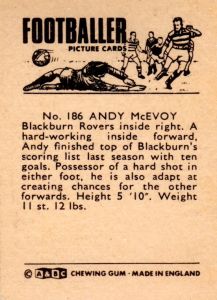 FOOTBALLER
PICTURE CARDS
No. 186 ANDY McEVOY
Blackburn Rovers inside right. A
hard-working inside forward,
Andy finished top of Blackburn's
scoring list last season with ten
goals. Possessor of a hard shot in
either foot, he is also adept at
creating chances for the other
forwards. Height 5 '10". Weight
11 st. 12 lbs.
© A&BC CHEWING GUM - MADE IN ENGLAND